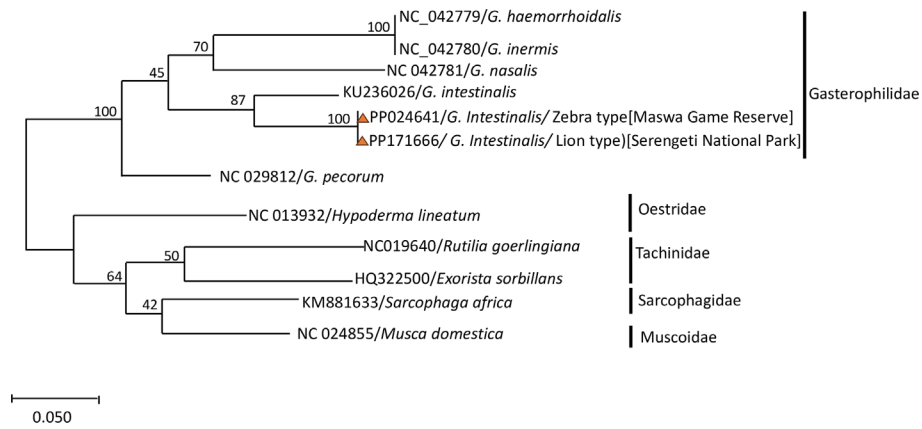 NC_042779/G. haemorrhoidalis
100
NC_042780/G. inermis
70
NC 042781/G. nasalis
45
KU236026/G. intestinalis
Gasterophilidae
87
PP024641/G. Intestinalis/ Zebra type[Maswa Game Reserve]
100
100
PP171666/ G. Intestinalis/ Lion type)[Serengeti National Park]
NC 029812/G. pecorum
NC 013932/Hypoderma lineatum
Oestridae
NC019640/Rutilia goerlingiana
50
Tachinidae
64
HQ322500/Exorista sorbillans
KM881633/Sarcophaga africa
Sarcophagidae
42
NC 024855/Musca domestica
Muscoidae
0.050